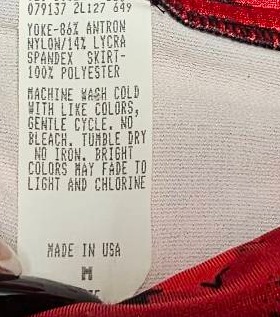 079137 2L127 649
YOKE-86% ANTRON
NYLON/14% LYCRA
SPANDEX SKIRT-
100% POLYESTER
MACHINE WASH COLD
WITH LIKE COLORS,
GENTLE CYCLE. NO
BLEACH. TUMBLE DRY
NO IRON. BRIGHT
COLORS MAY FADE TO
LIGHT AND CHLORINE
MADE IN USA
M